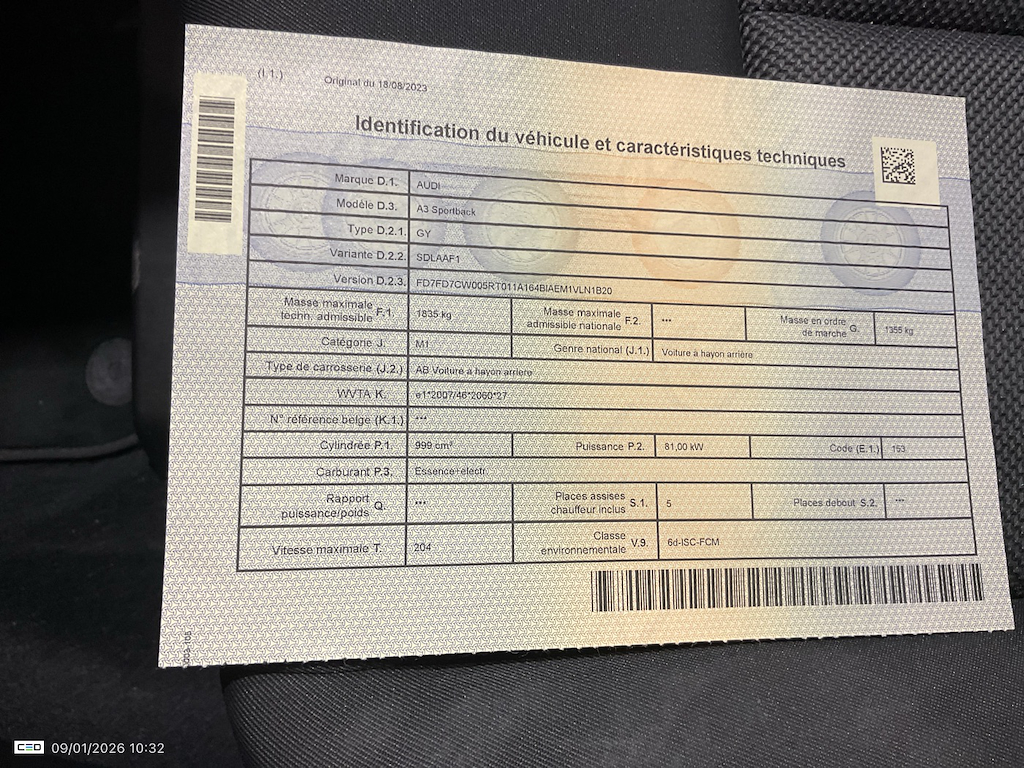 (I.1.)
Original du 18/08/2023
Identification du véhicule et caractéristiques techniques
Marque D.1. AUDI
Modèle D.3. A3 Sportback
Type D.2.1. GY
Variante D.2.2. SDLAAF1
Version D.2.3. FD7FD7CW005RT011A164BIAEM1VLN1B20
Masse maximale techn. admissible F.1. 1835 kg Masse maximale admissible nationale F.2. *** Masse en ordre de marche G. 1355 kg
Catégorie J. M1 Genre national (J.1.) Voiture à hayon arrière
Type de carrosserie (J.2.) AB Voiture à hayon arrière
WVTA K. e1*2007/46*2060*27
N° référence belge (K.1.) ***
Cylindrée P.1. 999 cm³ Puissance P.2. 81,00 kW Code (E.1.) 153
Carburant P.3. Essence+electr.
Rapport puissance/poids Q. *** Places assises chauffeur inclus S.1. 5 Places debout S.2. ***
Vitesse maximale T. 204 Classe environnementale V.9. 6d-ISC-FCM
CEO 09/01/2026 10:32